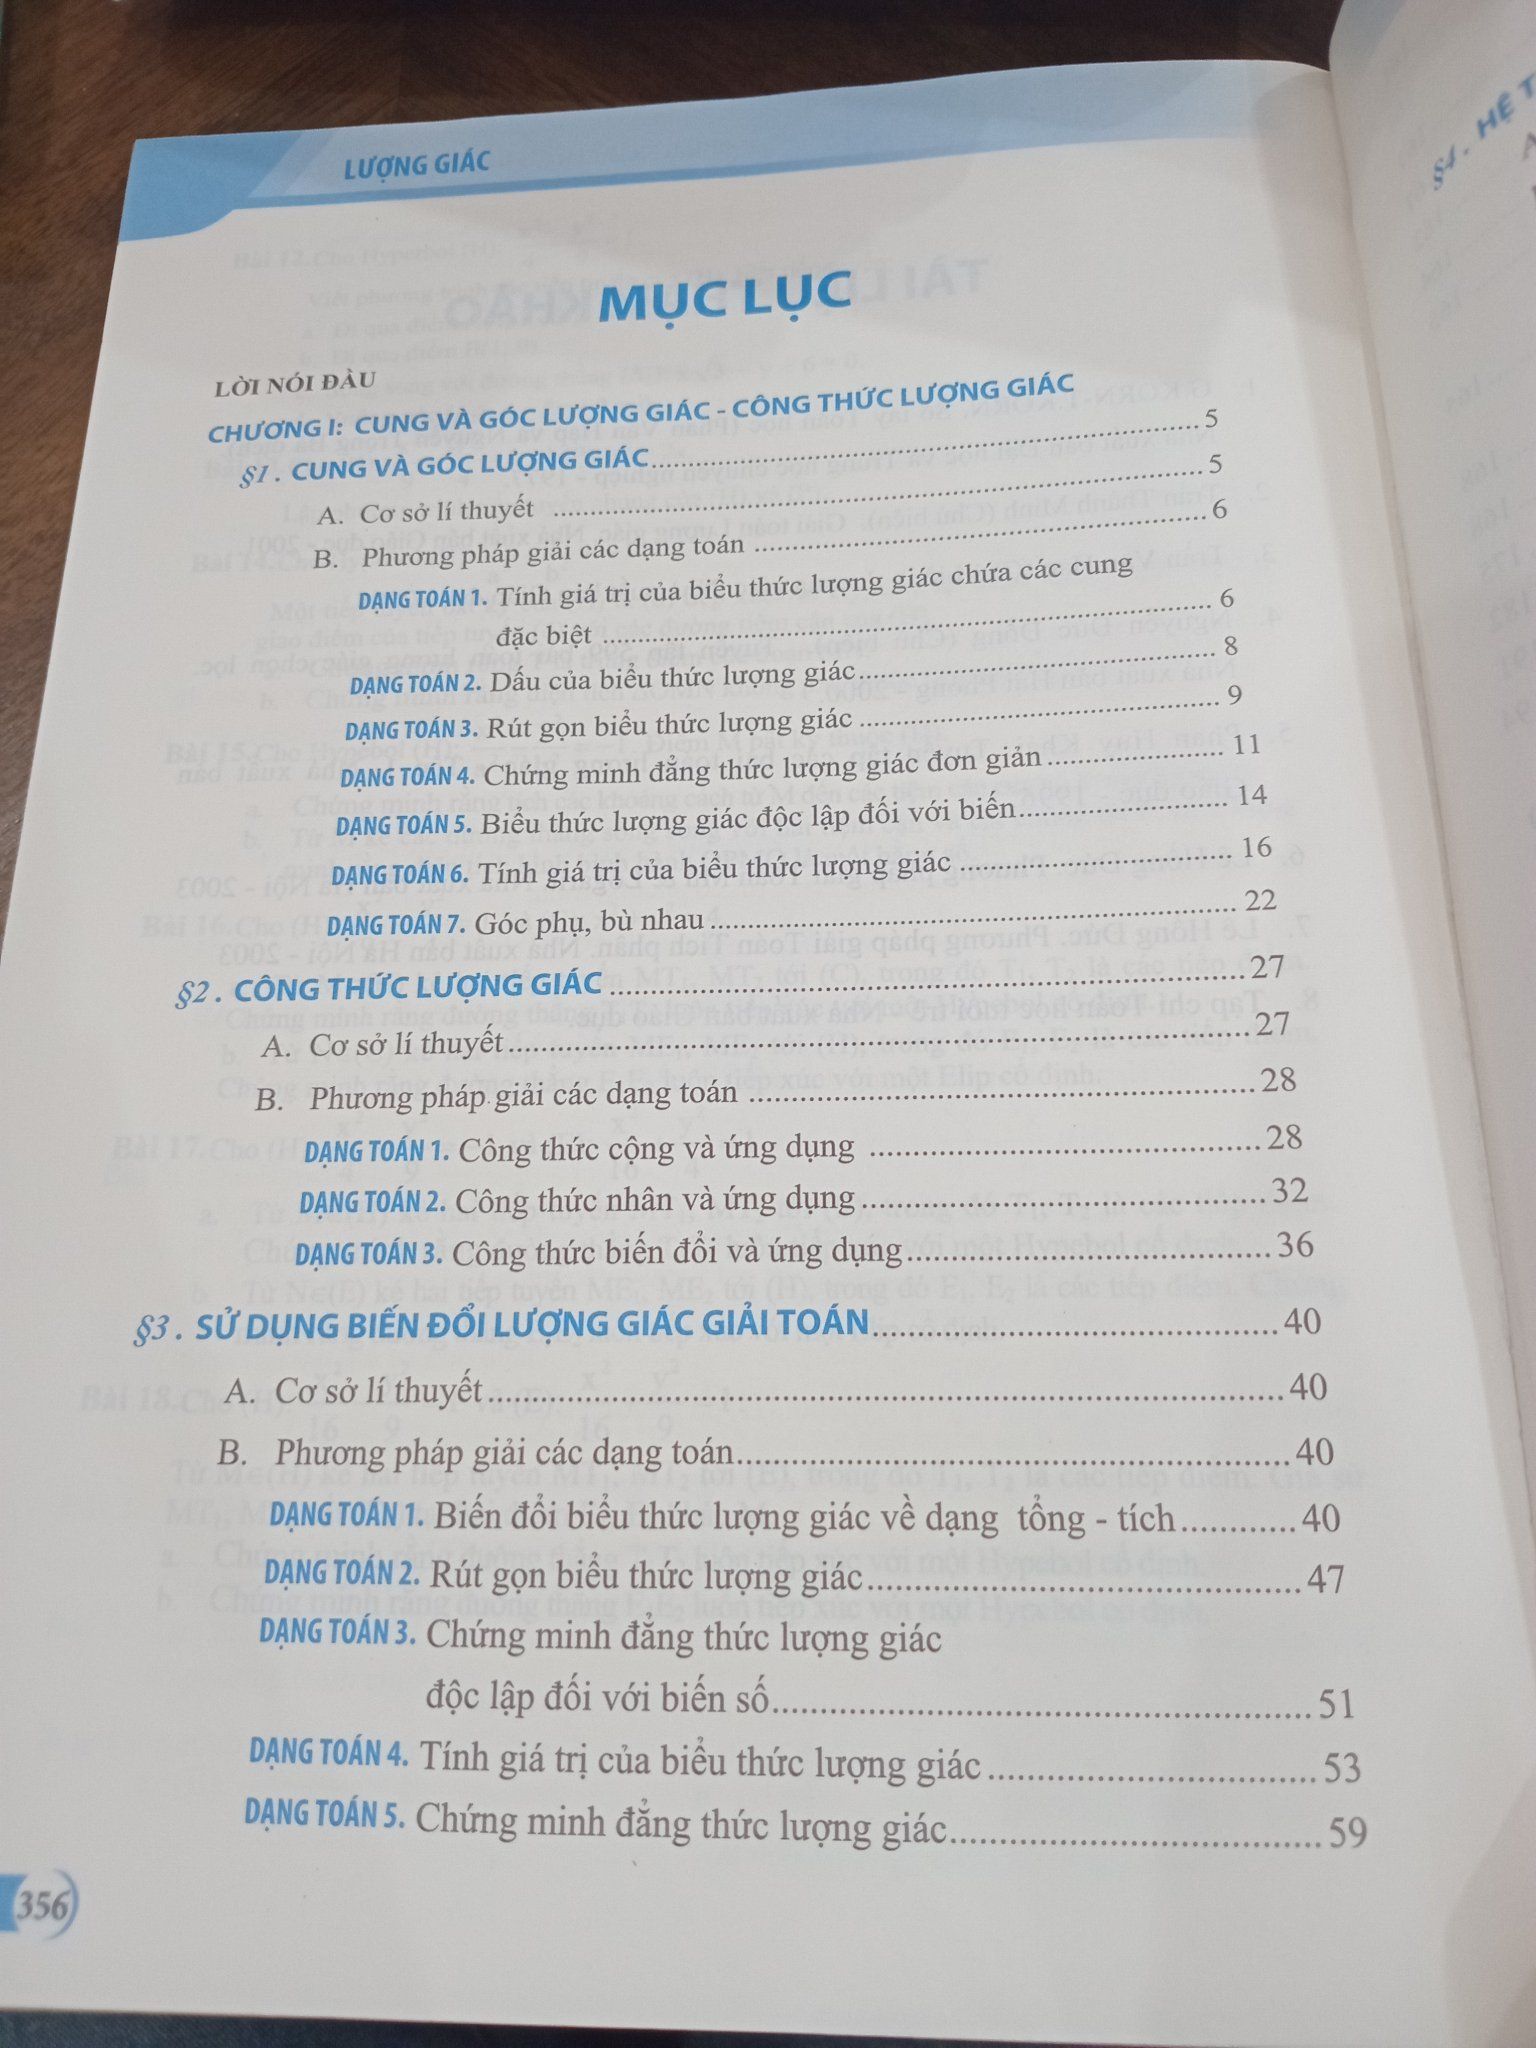 LƯỢNG GIÁC
MỤC LỤC
LỜI NÓI ĐẦU
CHƯƠNG I: CUNG VÀ GÓC LƯỢNG GIÁC - CÔNG THỨC LƯỢNG GIÁC
§1. CUNG VÀ GÓC LƯỢNG GIÁC 5
A. Cơ sở lí thuyết 5
B. Phương pháp giải các dạng toán 6
DẠNG TOÁN 1. Tính giá trị của biểu thức lượng giác chứa các cung
đặc biệt 6
DẠNG TOÁN 2. Dấu của biểu thức lượng giác 8
DẠNG TOÁN 3. Rút gọn biểu thức lượng giác 9
DẠNG TOÁN 4. Chứng minh đẳng thức lượng giác đơn giản 11
DẠNG TOÁN 5. Biểu thức lượng giác độc lập đối với biến 14
DẠNG TOÁN 6. Tính giá trị của biểu thức lượng giác 16
DẠNG TOÁN 7. Góc phụ, bù nhau 22
§2. CÔNG THỨC LƯỢNG GIÁC 27
A. Cơ sở lí thuyết 27
B. Phương pháp giải các dạng toán 28
DẠNG TOÁN 1. Công thức cộng và ứng dụng 28
DẠNG TOÁN 2. Công thức nhân và ứng dụng 32
DẠNG TOÁN 3. Công thức biến đổi và ứng dụng 36
§3. SỬ DỤNG BIẾN ĐỔI LƯỢNG GIÁC GIẢI TOÁN 40
A. Cơ sở lí thuyết 40
B. Phương pháp giải các dạng toán 40
DẠNG TOÁN 1. Biến đổi biểu thức lượng giác về dạng tổng - tích 40
DẠNG TOÁN 2. Rút gọn biểu thức lượng giác 47
DẠNG TOÁN 3. Chứng minh đẳng thức lượng giác
độc lập đối với biến số 51
DẠNG TOÁN 4. Tính giá trị của biểu thức lượng giác 53
DẠNG TOÁN 5. Chứng minh đẳng thức lượng giác 59
356
§4. HỆ T